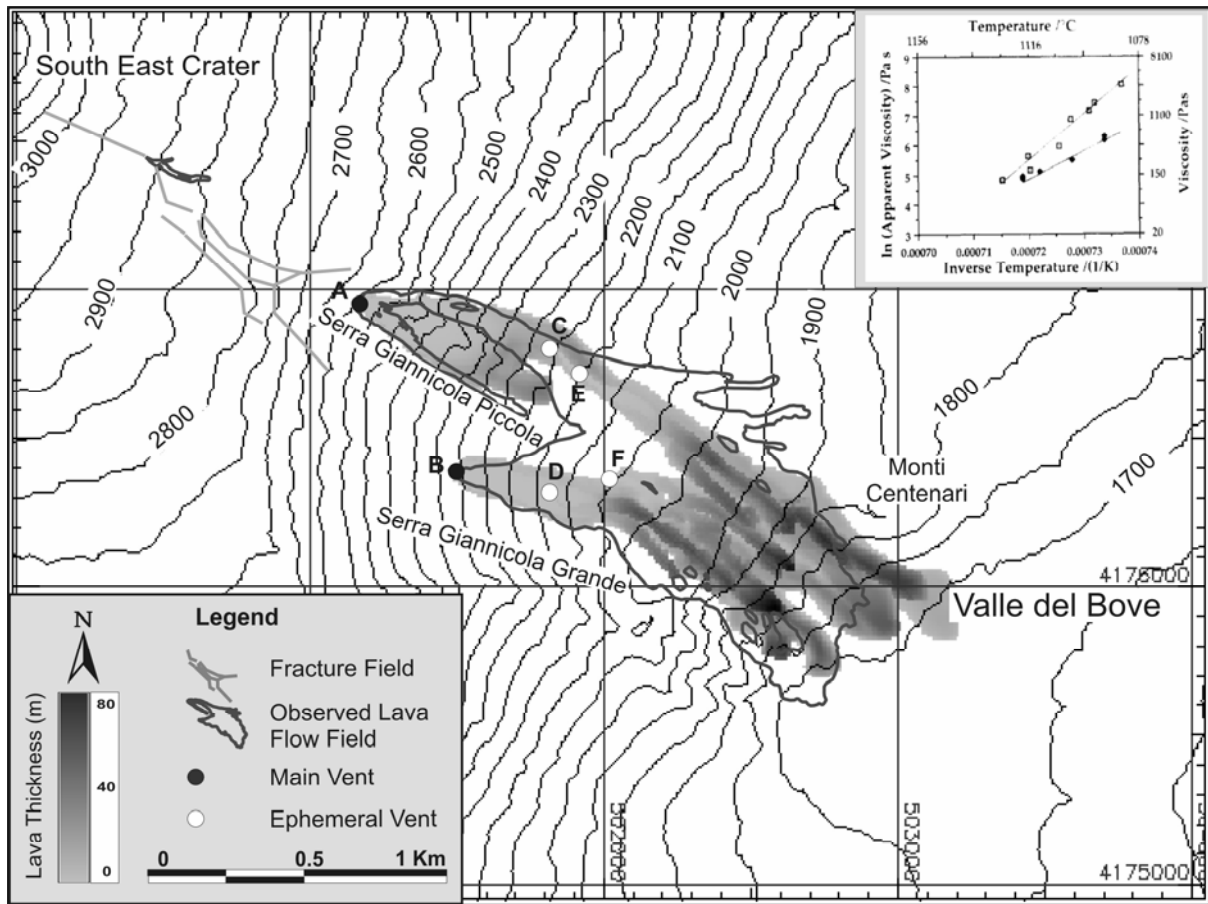 South East Crater
3000
2900
2800
2700
2600
2500
2400
2300
2200
2100
2000
1900
1800
1700
A
Serra Giannicola Piccola
B
C
E
D
F
Serra Giannicola Grande
Monti
Centenari
Valle del Bove
4176000
4175000
502000
503000
Temperature /°C
1156
1116
1078
ln (Apparent Viscosity) /Pa s
9
8
7
6
5
4
3
8100
1100
150
20
Viscosity /Pas
0.00070
0.00071
0.00072
0.00073
0.00074
Inverse Temperature /(1/K)
Legend
N
Fracture Field
Observed Lava
Flow Field
Main Vent
Ephemeral Vent
Lava Thickness (m)
80
40
0
0
0.5
1 Km